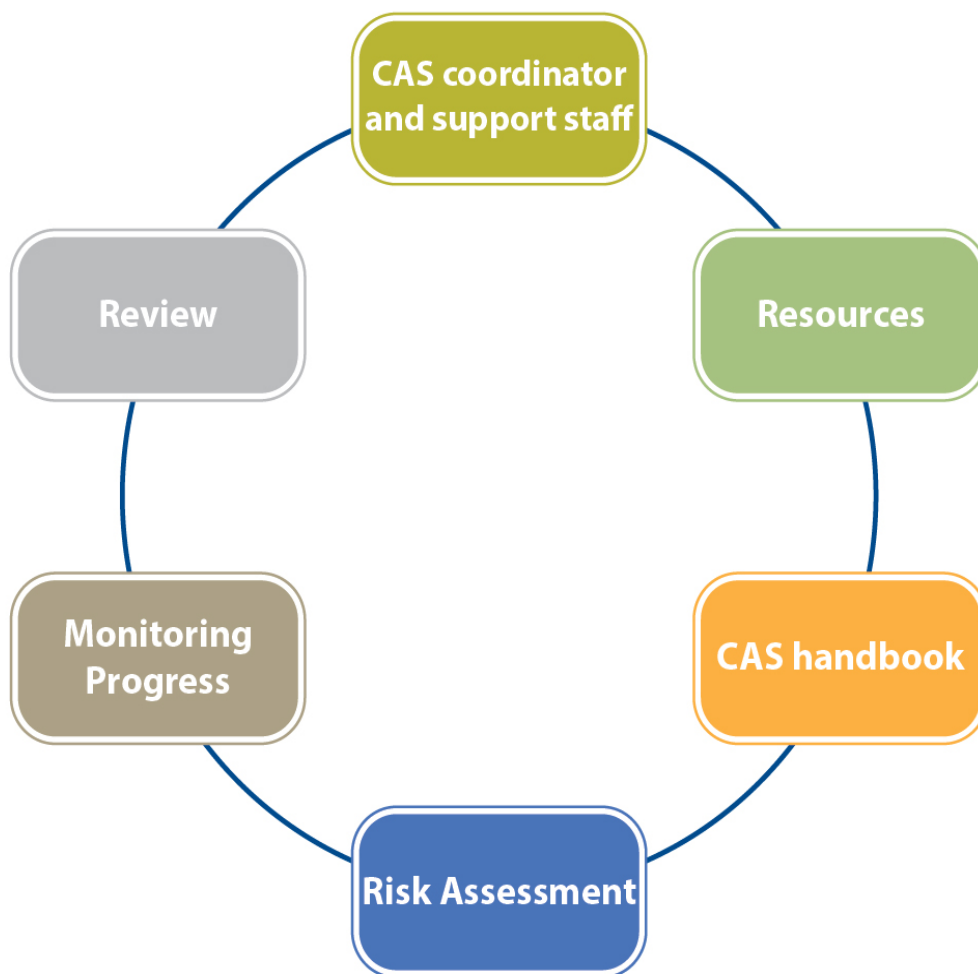 CAS coordinator
and support staff
Resources
CAS handbook
Risk Assessment
Monitoring
Progress
Review